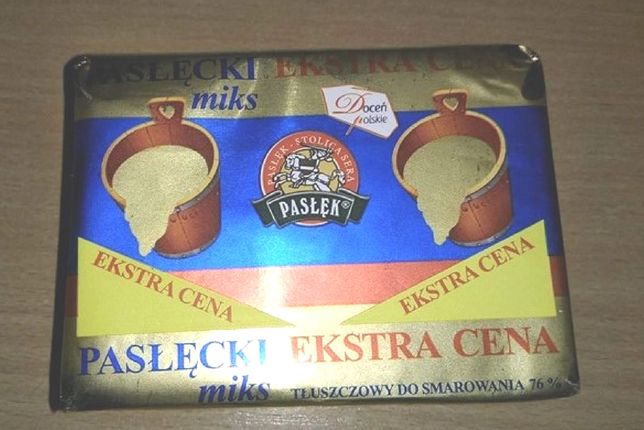 PASŁĘCKI EKSTRA CENA
miks
Doceń
polskie
PASŁĘK - STOLICA SERA
PASŁĘK®
EKSTRA CENA
EKSTRA CENA
PASŁĘCKI EKSTRA CENA
miks TŁUSZCZOWY DO SMAROWANIA 76%